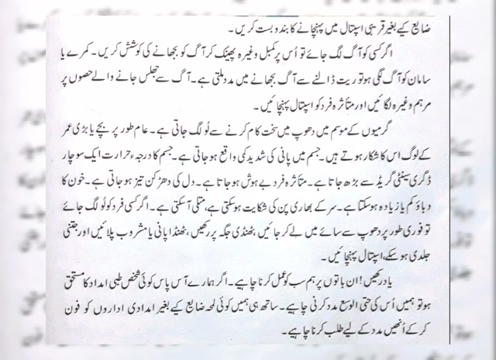 ضایع کیے بغیر قریبی اسپتال میں پہنچانے کا بندوبست کریں۔
اگر کسی کو آگ لگ جائے تو اُس پر کمبل وغیرہ پھینک کر آگ کو بجھانے کی کوشش کریں۔ کمرے یا
سامان کو آگ لگی ہو تو ریت ڈالنے سے آگ بجھانے میں مدد ملتی ہے۔ آگ سے جھلس جانے والے حصوں پر
مرہم وغیرہ لگائیں اور متاثرہ فرد کو اسپتال پہنچائیں۔
گرمیوں کے موسم میں دھوپ میں سخت کام کرنے سے لُو لگ جاتی ہے۔ عام طور پر بچے یا بڑی عمر
کے لوگ اس کا شکار ہوتے ہیں۔ جسم میں پانی کی شدید کمی واقع ہو جاتی ہے۔ جسم کا درجہ حرارت ایک سو چار
ڈگری سینٹی گریڈ سے بڑھ جاتا ہے۔ متاثرہ فرد بے ہوش ہو جاتا ہے۔ دل کی دھڑکن تیز ہو جاتی ہے۔ خون کا
دباؤ کم یا زیادہ ہو سکتا ہے۔ سر کے بھاری پن کی شکایت ہو سکتی ہے، متلی آ سکتی ہے۔ اگر کسی فرد کو لُو لگ جائے
تو فوری طور پر دھوپ سے سائے میں لے کر جائیں، ٹھنڈی جگہ پر رکھیں، ٹھنڈا پانی یا مشروب پلائیں اور جتنی
جلدی ہو سکے، اسپتال پہنچائیں۔
یاد رکھیں! ان باتوں پر ہم سب کو عمل کرنا چاہیے۔ اگر ہمارے آس پاس کوئی شخص طبی امداد کا مستحق
ہو تو ہمیں اُس کی حتی الوسع مدد کرنی چاہیے۔ ساتھ ہی ہمیں کوئی لمحہ ضایع کیے بغیر امدادی اداروں کو فون
کر کے اُنھیں مدد کے لیے طلب کرنا چاہیے۔